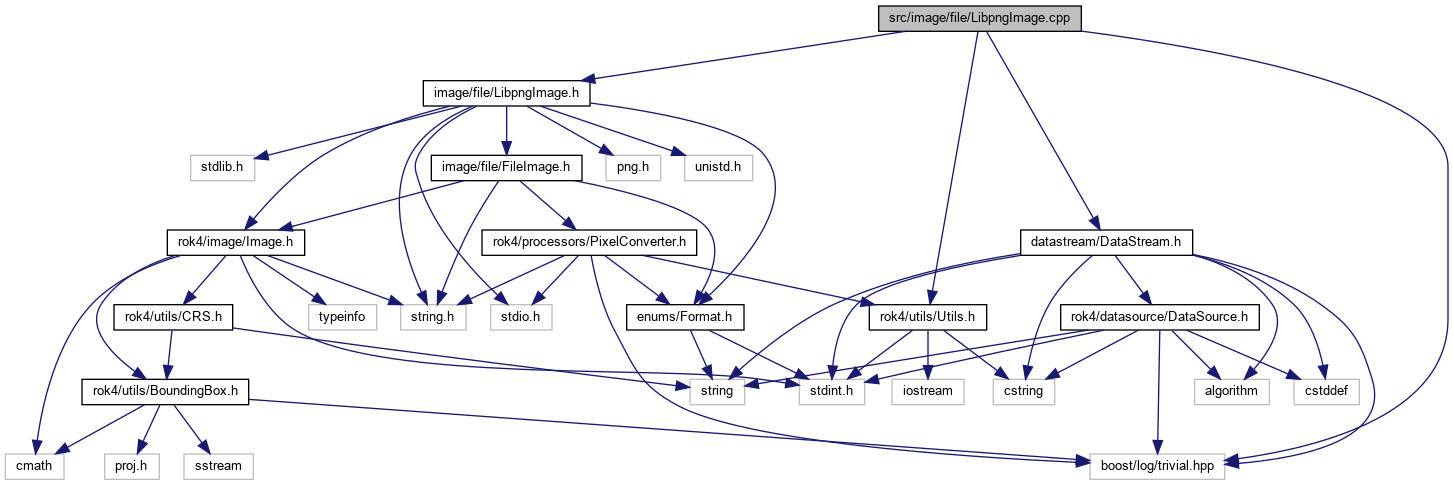 src/image/file/LibpngImage.cpp
image/file/LibpngImage.h
stdlib.h
image/file/FileImage.h
png.h
unistd.h
rok4/image/Image.h
rok4/processors/PixelConverter.h
datastream/DataStream.h
rok4/utils/CRS.h
typeinfo
string.h
stdio.h
enums/Format.h
rok4/utils/Utils.h
rok4/datasource/DataSource.h
rok4/utils/BoundingBox.h
string
stdint.h
iostream
cstring
algorithm
cstddef
cmath
proj.h
sstream
boost/log/trivial.hpp